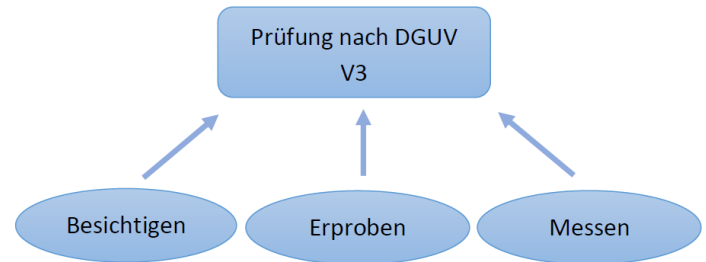 Prüfung nach DGUV
V3
Besichtigen
Erproben
Messen